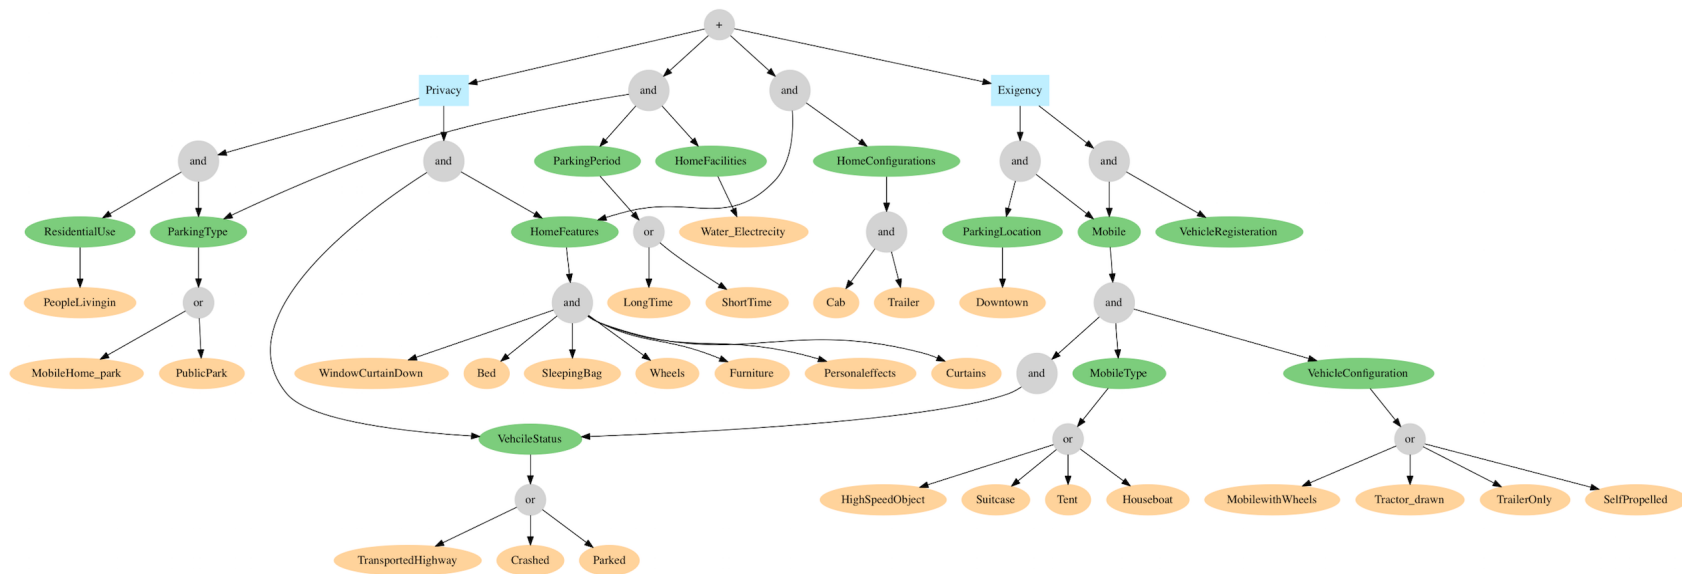 +
Privacy
and
and
Exigency
and
and
ParkingPeriod
HomeFacilities
HomeConfigurations
and
and
ResidentialUse
ParkingType
HomeFeatures
or
Water_Electrecity
and
ParkingLocation
Mobile
VehicleRegisteration
PeopleLivingin
or
and
LongTime
ShortTime
Cab
Trailer
Downtown
and
MobileHome_park
PublicPark
WindowCurtainDown
Bed
SleepingBag
Wheels
Furniture
Personaleffects
Curtains
and
MobileType
VehicleConfiguration
VehcileStatus
or
or
or
HighSpeedObject
Suitcase
Tent
Houseboat
MobilewithWheels
Tractor_drawn
TrailerOnly
SelfPropelled
TransportedHighway
Crashed
Parked